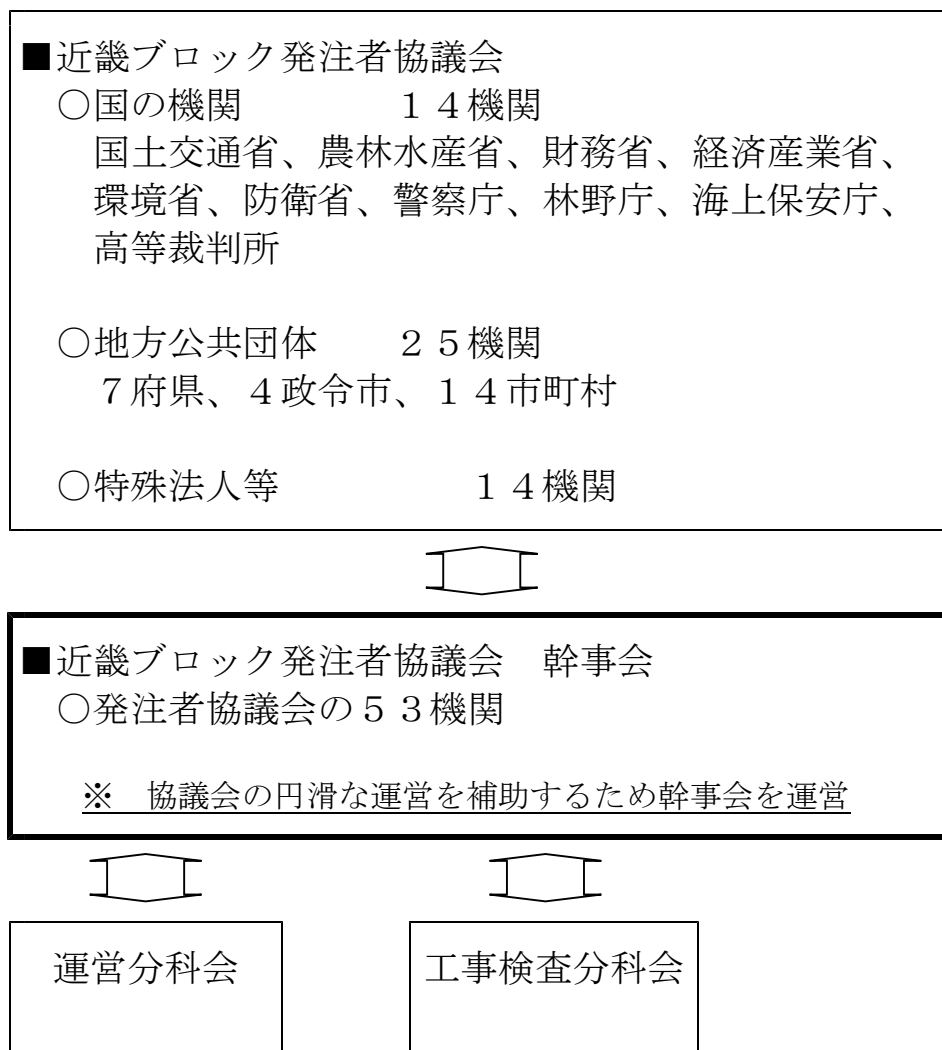 ■近畿ブロック発注者協議会
○国の機関　　　　１４機関
国土交通省、農林水産省、財務省、経済産業省、
環境省、防衛省、警察庁、林野庁、海上保安庁、
高等裁判所
○地方公共団体　　２５機関
７府県、４政令市、１４市町村
○特殊法人等　　　　　１４機関
■近畿ブロック発注者協議会　幹事会
○発注者協議会の５３機関
※　協議会の円滑な運営を補助するため幹事会を運営
運営分科会　　　　　工事検査分科会